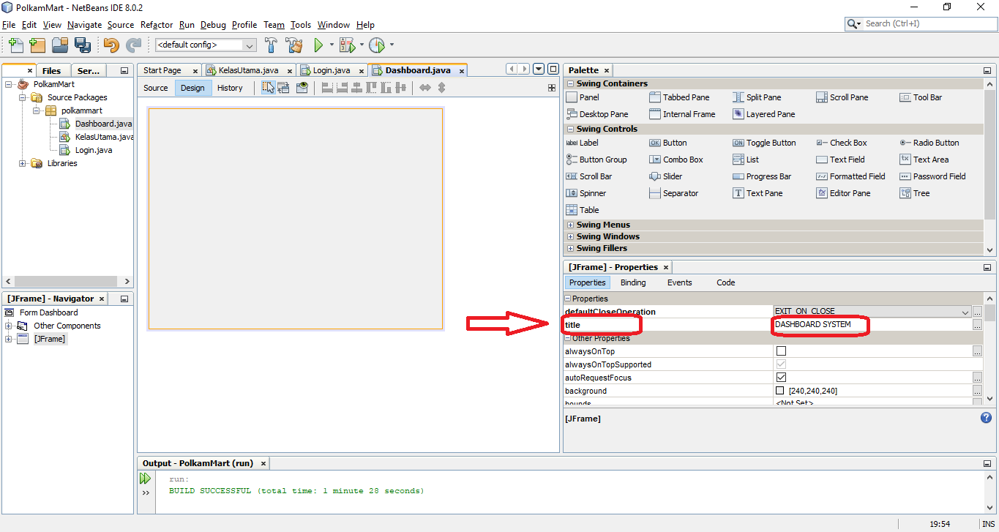 PolkamMart - NetBeans IDE 8.0.2
File Edit View Navigate Source Refactor Run Debug Profile Team Tools Window Help
Search (Ctrl+I)
<default config>
Files Ser...
PolkamMart
Source Packages
polkammart
Dashboard.java
KelasUtama.java
Login.java
Libraries
Start Page KelasUtama.java Login.java Dashboard.java
Source Design History
Palette
Swing Containers
Panel Tabbed Pane Split Pane Scroll Pane Tool Bar
Desktop Pane Internal Frame Layered Pane
Swing Controls
label Label OK Button ON Toggle Button Check Box Radio Button
Button Group Combo Box List Text Field Text Area
Scroll Bar Slider Progress Bar Formatted Field Password Field
Spinner Separator Text Pane Editor Pane Tree
Table
Swing Menus
Swing Windows
Swing Fillers
[JFrame] - Navigator
Form Dashboard
Other Components
[JFrame]
[JFrame] - Properties
Properties Binding Events Code
Properties
defaultCloseOperation EXIT_ON_CLOSE ...
title DASHBOARD SYSTEM ...
Other Properties
alwaysOnTop ...
alwaysOnTopSupported
autoRequestFocus ...
background [240,240,240] ...
bounds <Not Set>
[JFrame]
Output - PolkamMart (run)
run:
BUILD SUCCESSFUL (total time: 1 minute 28 seconds)
19:54 INS